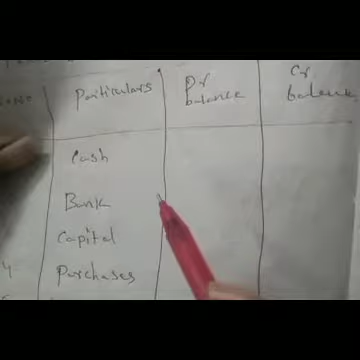 Particulars
Dr
balance
Cr
balance
Cash
Bank
Capital
Purchases